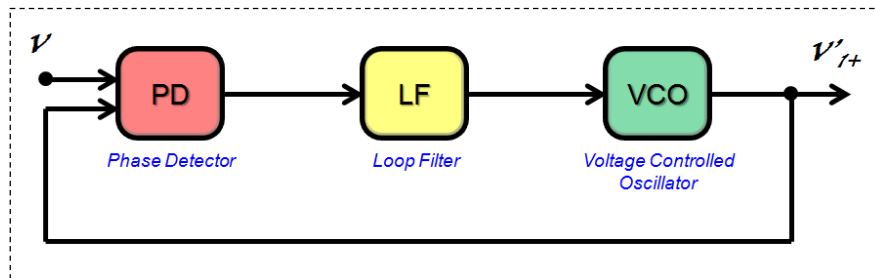 v
v'1+
PD
LF
VCO
Phase Detector
Loop Filter
Voltage Controlled
Oscillator